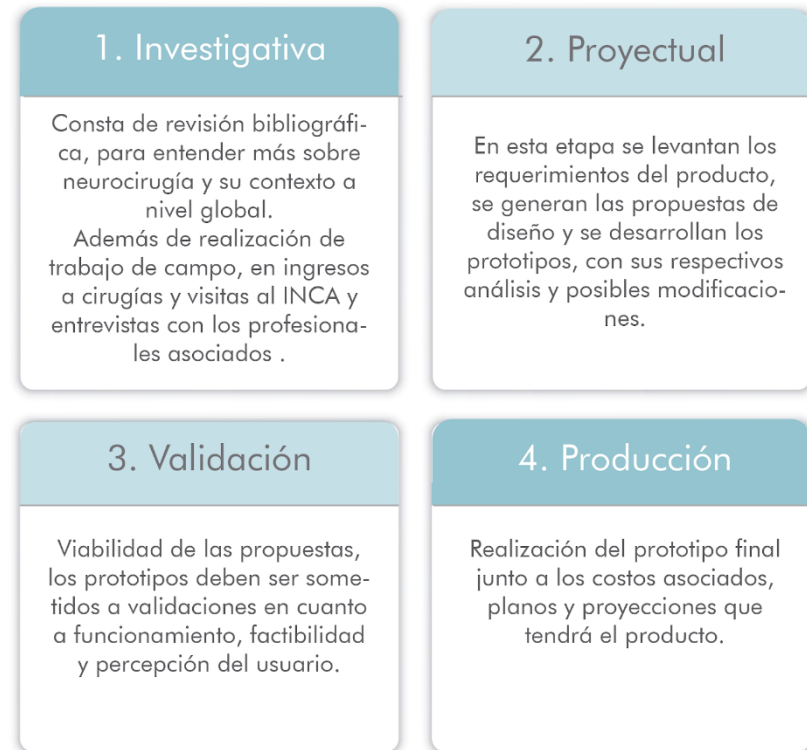 1. Investigativa
Consta de revisión bibliográfi-
ca, para entender más sobre
neurocirugía y su contexto a
nivel global.
Además de realización de
trabajo de campo, en ingresos
a cirugías y visitas al INCA y
entrevistas con los profesiona-
les asociados .
2. Proyectual
En esta etapa se levantan los
requerimientos del producto,
se generan las propuestas de
diseño y se desarrollan los
prototipos, con sus respectivos
análisis y posibles modificacio-
nes.
3. Validación
Viabilidad de las propuestas,
los prototipos deben ser some-
tidos a validaciones en cuanto
a funcionamiento, factibilidad
y percepción del usuario.
4. Producción
Realización del prototipo final
junto a los costos asociados,
planos y proyecciones que
tendrá el producto.